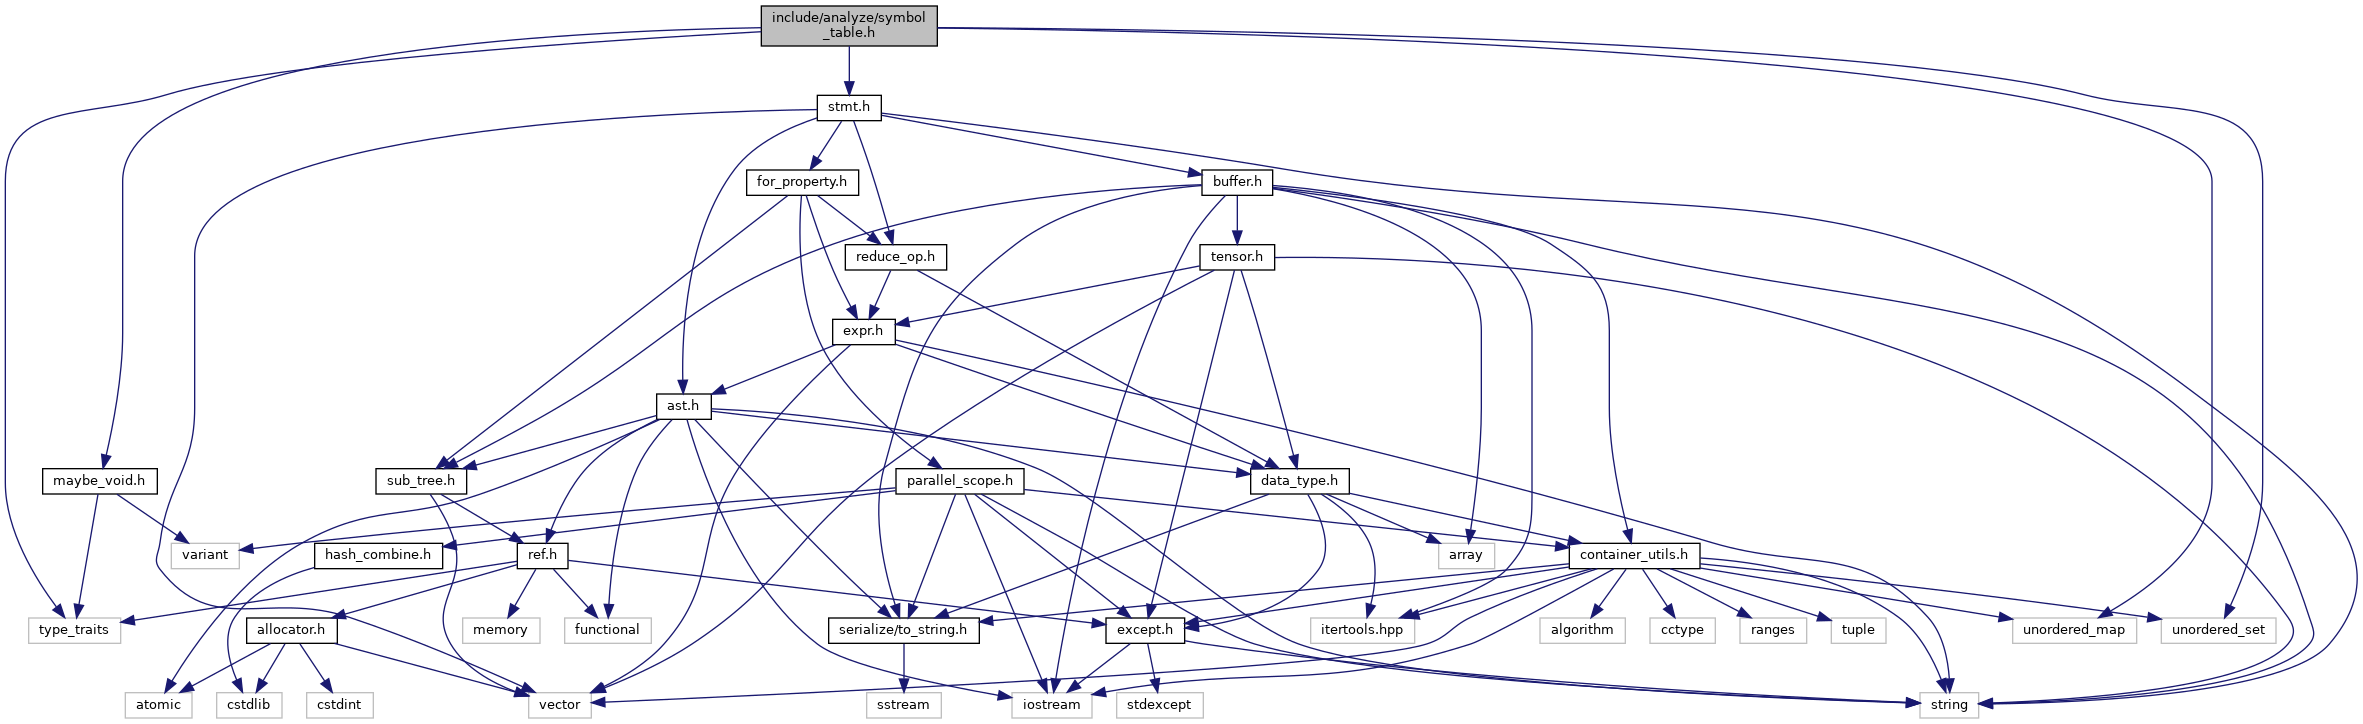 include/analyze/symbol
_table.h
stmt.h
for_property.h
buffer.h
reduce_op.h
tensor.h
expr.h
ast.h
maybe_void.h
sub_tree.h
parallel_scope.h
data_type.h
variant
hash_combine.h
ref.h
array
container_utils.h
type_traits
allocator.h
memory
functional
serialize/to_string.h
except.h
itertools.hpp
algorithm
cctype
ranges
tuple
unordered_map
unordered_set
atomic
cstdlib
cstdint
vector
sstream
iostream
stdexcept
string